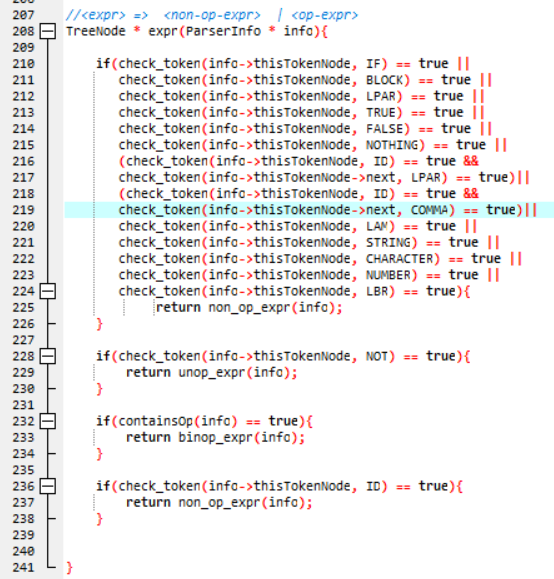 207 //<expr> => <non-op-expr> | <op-expr>
208 TreeNode * expr(ParserInfo * info){
209
210 if(check_token(info->thisTokenNode, IF) == true ||
211 check_token(info->thisTokenNode, BLOCK) == true ||
212 check_token(info->thisTokenNode, LPAR) == true ||
213 check_token(info->thisTokenNode, TRUE) == true ||
214 check_token(info->thisTokenNode, FALSE) == true ||
215 check_token(info->thisTokenNode, NOTHING) == true ||
216 (check_token(info->thisTokenNode, ID) == true &&
217 check_token(info->thisTokenNode->next, LPAR) == true)||
218 (check_token(info->thisTokenNode, ID) == true &&
219 check_token(info->thisTokenNode->next, COMMA) == true)||
220 check_token(info->thisTokenNode, LAM) == true ||
221 check_token(info->thisTokenNode, STRING) == true ||
222 check_token(info->thisTokenNode, CHARACTER) == true ||
223 check_token(info->thisTokenNode, NUMBER) == true ||
224 check_token(info->thisTokenNode, LBR) == true){
225 return non_op_expr(info);
226 }
227
228 if(check_token(info->thisTokenNode, NOT) == true){
229 return unop_expr(info);
230 }
231
232 if(containsOp(info) == true){
233 return binop_expr(info);
234 }
235
236 if(check_token(info->thisTokenNode, ID) == true){
237 return non_op_expr(info);
238 }
239
240
241 }